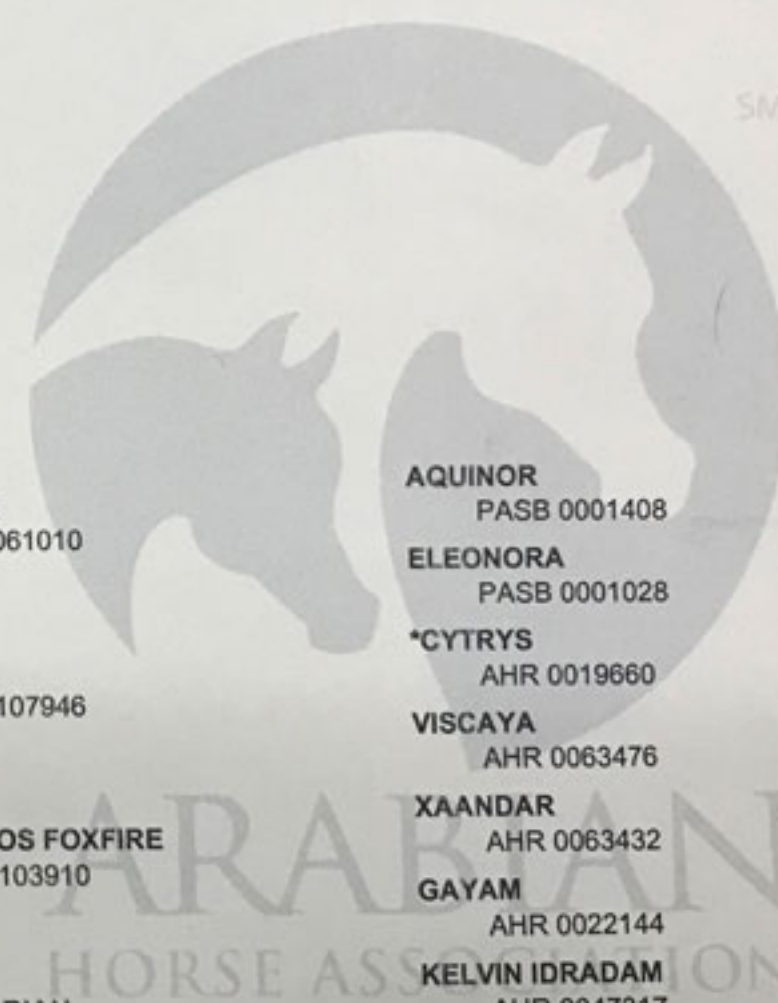 AQUINOR
PASB 0001408
061010
ELEONORA
PASB 0001028
*CYTRYS
AHR 0019660
107946
VISCAYA
AHR 0063476
XAANDAR
AHR 0063432
OS FOXFIRE
103910
GAYAM
AHR 0022144
KELVIN IDRADAM
ARABIAN
HORSE ASSOCIATION